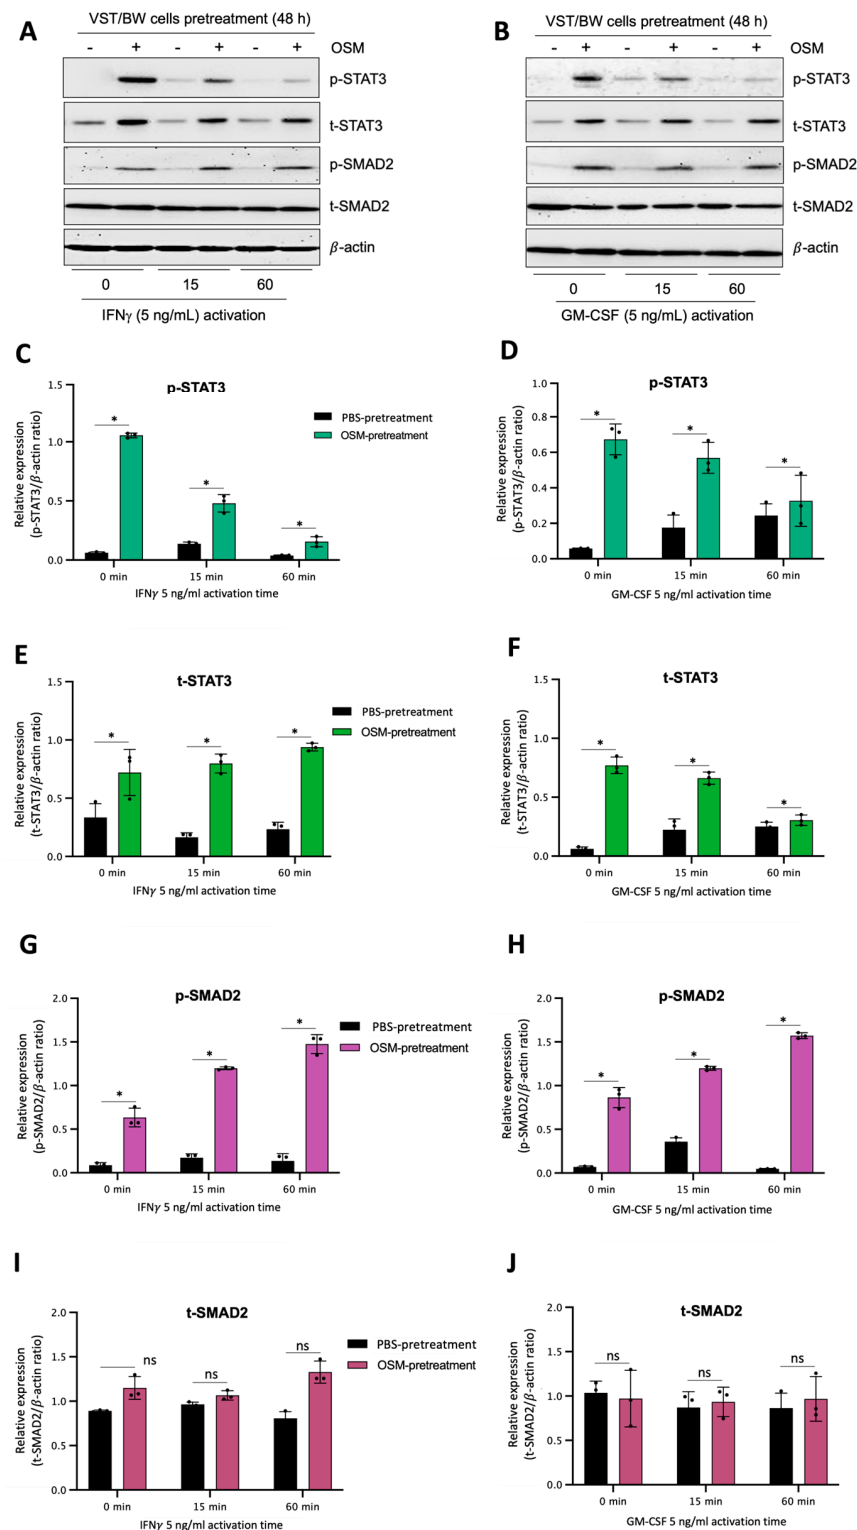 A
VST/BW cells pretreatment (48 h)
- + - + - + OSM
p-STAT3
t-STAT3
p-SMAD2
t-SMAD2
β-actin
0 15 60
IFNγ (5 ng/mL) activation
B
VST/BW cells pretreatment (48 h)
- + - + - + OSM
p-STAT3
t-STAT3
p-SMAD2
t-SMAD2
β-actin
0 15 60
GM-CSF (5 ng/mL) activation
C
p-STAT3
Relative expression
(p-STAT3/β-actin ratio)
1.5
1.0
0.5
0.0
* * *
PBS-pretreatment
OSM-pretreatment
0 min 15 min 60 min
IFNγ 5 ng/ml activation time
D
p-STAT3
Relative expression
(p-STAT3/β-actin ratio)
1.0
0.8
0.6
0.4
0.2
0.0
* * *
0 min 15 min 60 min
GM-CSF 5 ng/ml activation time
E
t-STAT3
Relative expression
(t-STAT3/β-actin ratio)
1.5
1.0
0.5
0.0
* * *
PBS-pretreatment
OSM-pretreatment
0 min 15 min 60 min
IFNγ 5 ng/ml activation time
F
t-STAT3
Relative expression
(t-STAT3/β-actin ratio)
1.5
1.0
0.5
0.0
* * *
0 min 15 min 60 min
GM-CSF 5 ng/ml activation time
G
p-SMAD2
Relative expression
(p-SMAD2/β-actin ratio)
2.0
1.5
1.0
0.5
0.0
* * *
PBS-pretreatment
OSM-pretreatment
0 min 15 min 60 min
IFNγ 5 ng/ml activation time
H
p-SMAD2
Relative expression
(p-SMAD2/β-actin ratio)
2.0
1.5
1.0
0.5
0.0
* * *
0 min 15 min 60 min
GM-CSF 5 ng/ml activation time
I
t-SMAD2
Relative expression
(t-SMAD2/β-actin ratio)
2.0
1.5
1.0
0.5
0.0
ns ns ns
PBS-pretreatment
OSM-pretreatment
0 min 15 min 60 min
IFNγ 5 ng/ml activation time
J
t-SMAD2
Relative expression
(t-SMAD2/β-actin ratio)
2.0
1.5
1.0
0.5
0.0
ns ns ns
0 min 15 min 60 min
GM-CSF 5 ng/ml activation time